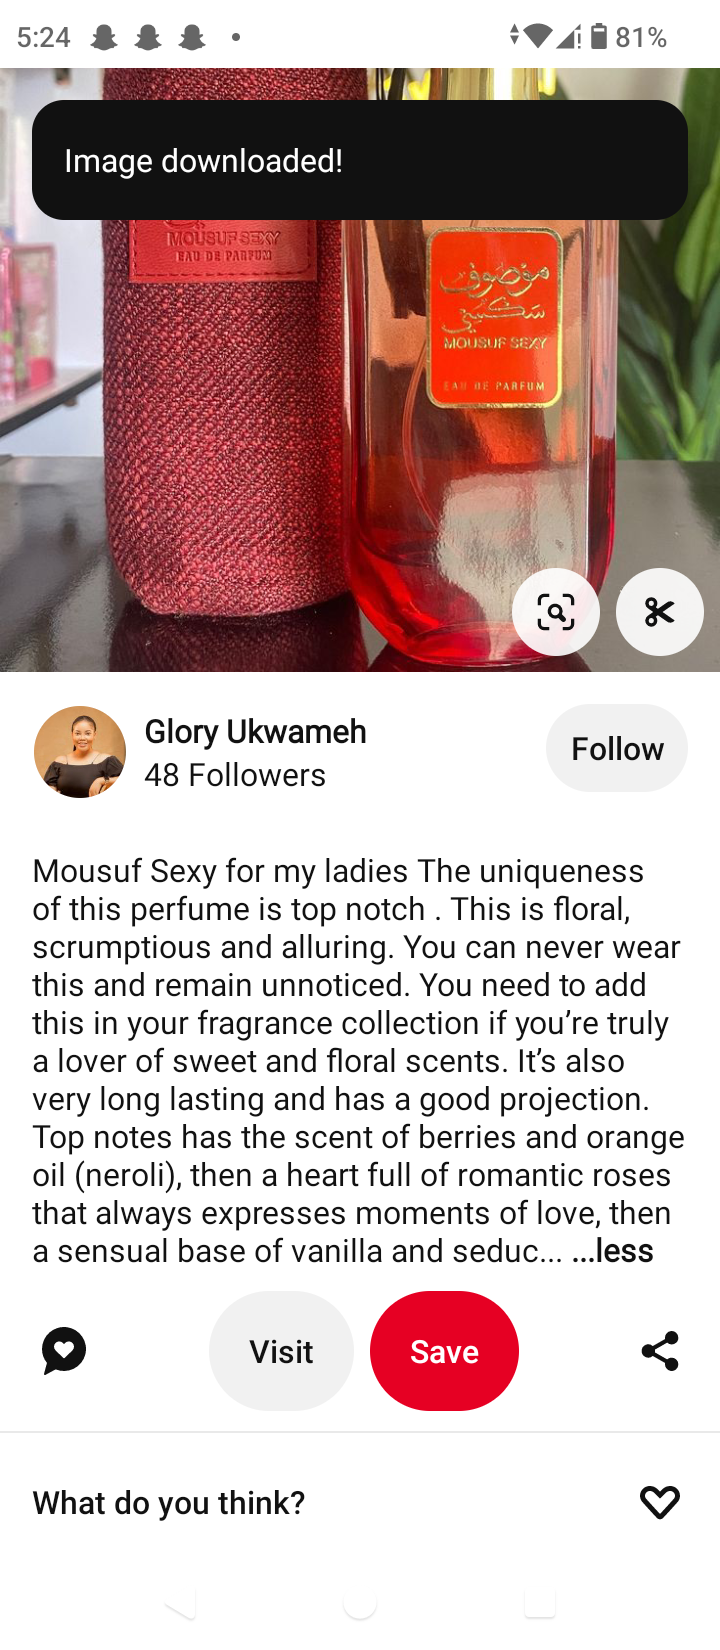 5:24
81%
Image downloaded!
MOUSUF SEXY
EAU DE PARFUM
موصوف
سكسي
MOUSUF SEXY
EAU DE PARFUM
Glory Ukwameh
48 Followers
Follow
Mousuf Sexy for my ladies The uniqueness
of this perfume is top notch . This is floral,
scrumptious and alluring. You can never wear
this and remain unnoticed. You need to add
this in your fragrance collection if you’re truly
a lover of sweet and floral scents. It’s also
very long lasting and has a good projection.
Top notes has the scent of berries and orange
oil (neroli), then a heart full of romantic roses
that always expresses moments of love, then
a sensual base of vanilla and seduc... ...less
Visit
Save
What do you think?